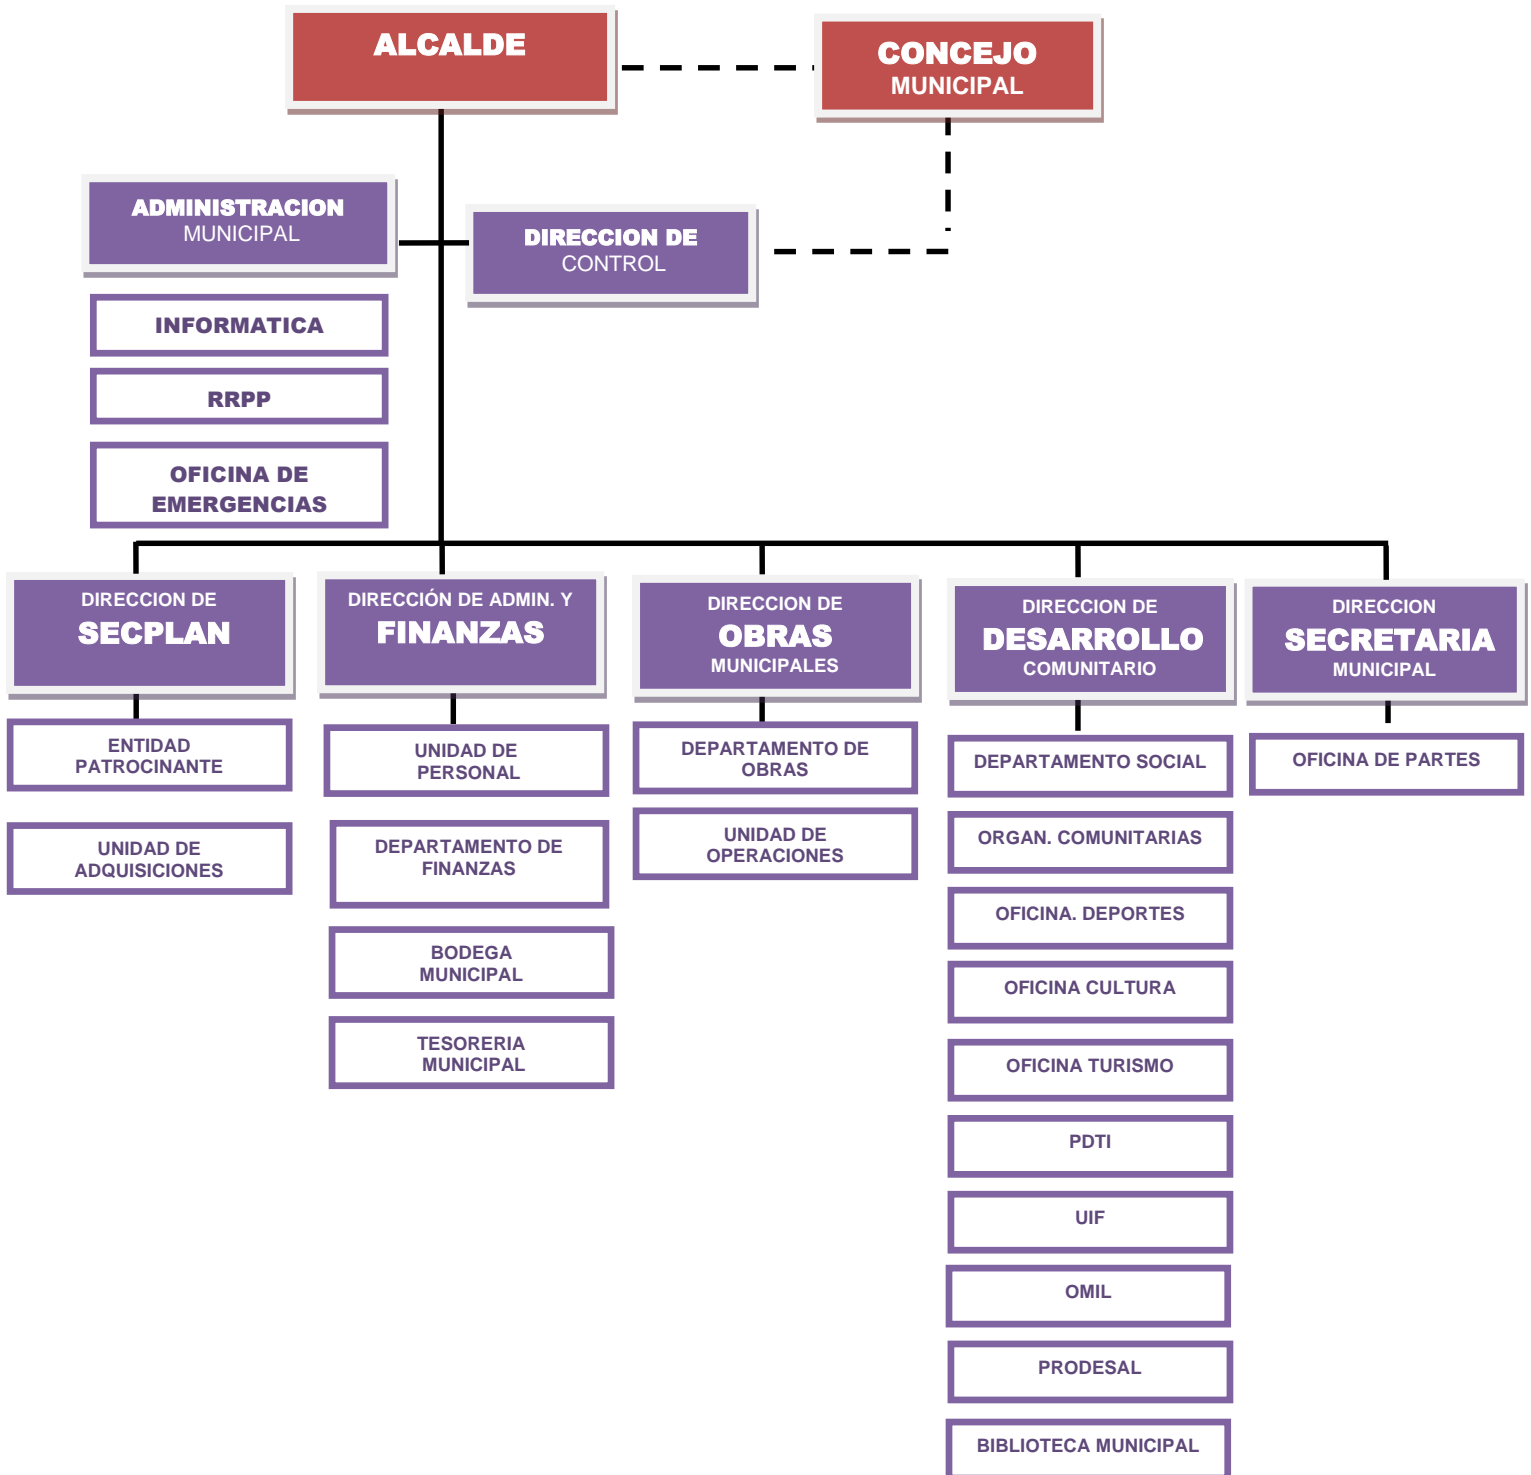 ALCALDE
CONCEJO
MUNICIPAL
ADMINISTRACION
MUNICIPAL
DIRECCION DE
CONTROL
INFORMATICA
RRPP
OFICINA DE
EMERGENCIAS
DIRECCION DE
SECPLAN
DIRECCIÓN DE ADMIN. Y
FINANZAS
DIRECCION DE
OBRAS
MUNICIPALES
DIRECCION DE
DESARROLLO
COMUNITARIO
DIRECCION
SECRETARIA
MUNICIPAL
ENTIDAD
PATROCINANTE
UNIDAD DE
ADQUISICIONES
UNIDAD DE
PERSONAL
DEPARTAMENTO DE
FINANZAS
BODEGA
MUNICIPAL
TESORERIA
MUNICIPAL
DEPARTAMENTO DE
OBRAS
UNIDAD DE
OPERACIONES
DEPARTAMENTO SOCIAL
ORGAN. COMUNITARIAS
OFICINA. DEPORTES
OFICINA CULTURA
OFICINA TURISMO
PDTI
UIF
OMIL
PRODESAL
BIBLIOTECA MUNICIPAL
OFICINA DE PARTES